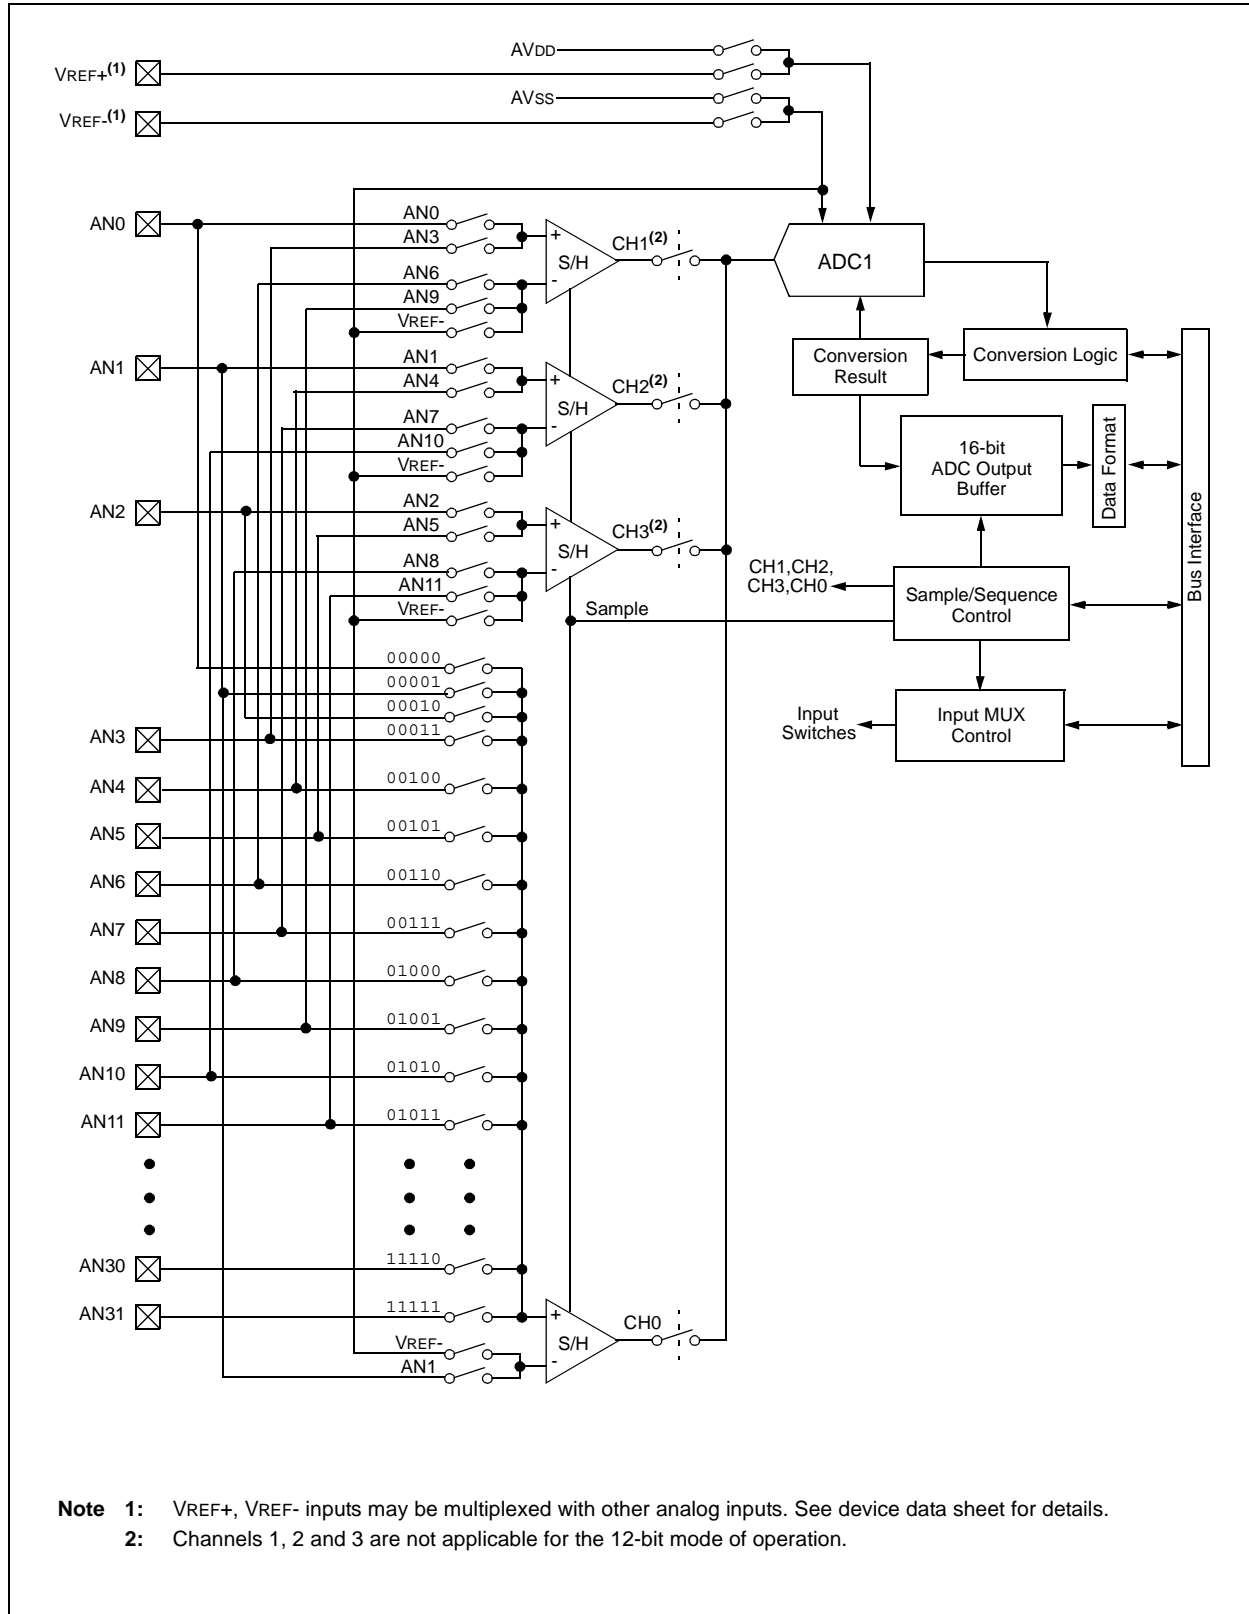 AVDD
VREF+(1)
AVSS
VREF-(1)
AN0
AN0
AN3
AN6
AN9
VREF-
+
-
S/H
CH1(2)
ADC1
Conversion
Result
Conversion Logic
AN1
AN1
AN4
AN7
AN10
VREF-
+
-
S/H
CH2(2)
16-bit
ADC Output
Buffer
Data Format
Bus Interface
AN2
AN2
AN5
AN8
AN11
VREF-
+
-
S/H
CH3(2)
CH1,CH2,
CH3,CH0
Sample/Sequence
Control
Sample
00000
00001
00010
AN3
00011
Input
Switches
Input MUX
Control
AN4
00100
AN5
00101
AN6
00110
AN7
00111
AN8
01000
AN9
01001
AN10
01010
AN11
01011
AN30
11110
AN31
11111
VREF-
AN1
+
-
S/H
CH0
Note 1: VREF+, VREF- inputs may be multiplexed with other analog inputs. See device data sheet for details.
2: Channels 1, 2 and 3 are not applicable for the 12-bit mode of operation.